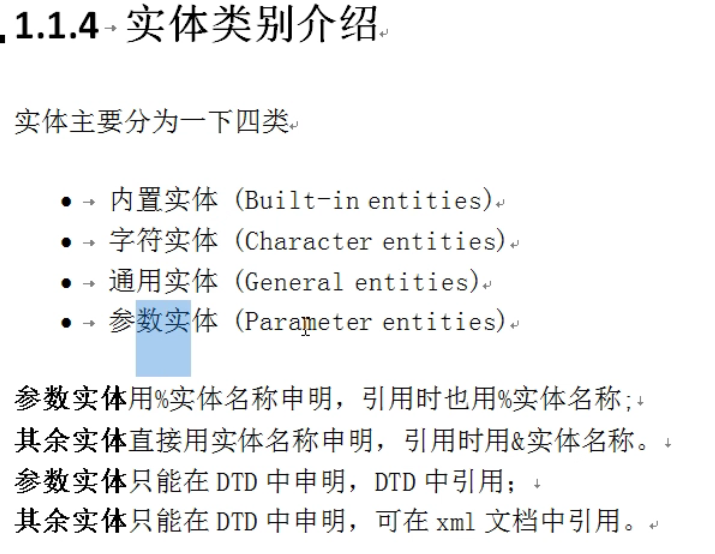 1.1.4 实体类别介绍
实体主要分为一下四类
● 内置实体 (Built-in entities)
● 字符实体 (Character entities)
● 通用实体 (General entities)
● 参数实体 (Parameter entities)
参数实体用%实体名称申明，引用时也用%实体名称;
其余实体直接用实体名称申明，引用时用&实体名称。
参数实体只能在 DTD 中申明，DTD 中引用；
其余实体只能在 DTD 中申明，可在 xml 文档中引用。